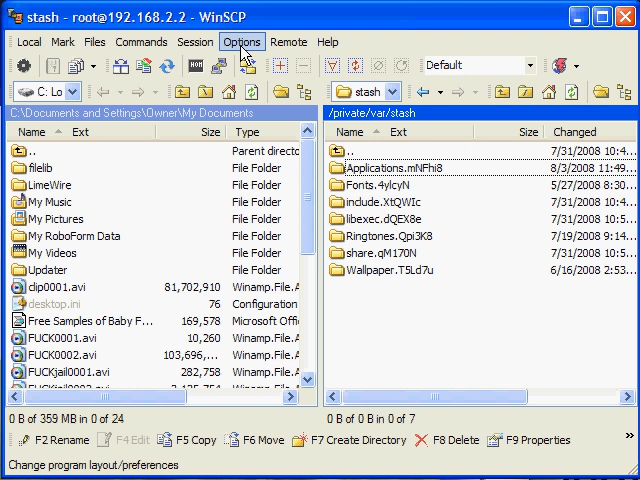 stash - root@192.168.2.2 - WinSCP
Local Mark Files Commands Session Options Remote Help
Default
C: Lo
stash
C:\Documents and Settings\Owner\My Documents
/private/var/stash
Name Ext Size Type
Name Ext Size Changed
.. Parent directo
filelib File Folder
LimeWire File Folder
My Music File Folder
My Pictures File Folder
My RoboForm Data File Folder
My Videos File Folder
Updater File Folder
clip0001.avi 81,702,910 Winamp.File.A
desktop.ini 76 Configuration
Free Samples of Baby F... 169,578 Microsoft Offi
FUCK0001.avi 10,260 Winamp.File.A
FUCK0002.avi 103,696,... Winamp.File.A
FUCKjail0001.avi 282,758 Winamp.File.A
.. 7/31/2008 10:4...
Applications.mNFhi8 8/3/2008 11:49...
Fonts.4ylcyN 5/27/2008 8:30...
include.XtQWIc 7/31/2008 10:4...
libexec.dQEX8e 7/31/2008 10:5...
Ringtones.Qpi3K8 7/19/2008 9:14...
share.qM170N 7/31/2008 10:5...
Wallpaper.T5Ld7u 6/16/2008 2:53...
0 B of 359 MB in 0 of 24
0 B of 0 B in 0 of 7
F2 Rename F4 Edit F5 Copy F6 Move F7 Create Directory F8 Delete F9 Properties »
Change program layout/preferences